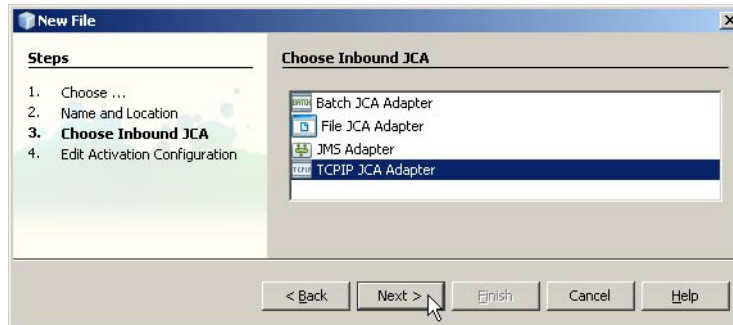 New File
Steps
1. Choose ...
2. Name and Location
3. Choose Inbound JCA
4. Edit Activation Configuration
Choose Inbound JCA
Batch JCA Adapter
File JCA Adapter
JMS Adapter
TCPIP JCA Adapter
< Back
Next >
Finish
Cancel
Help